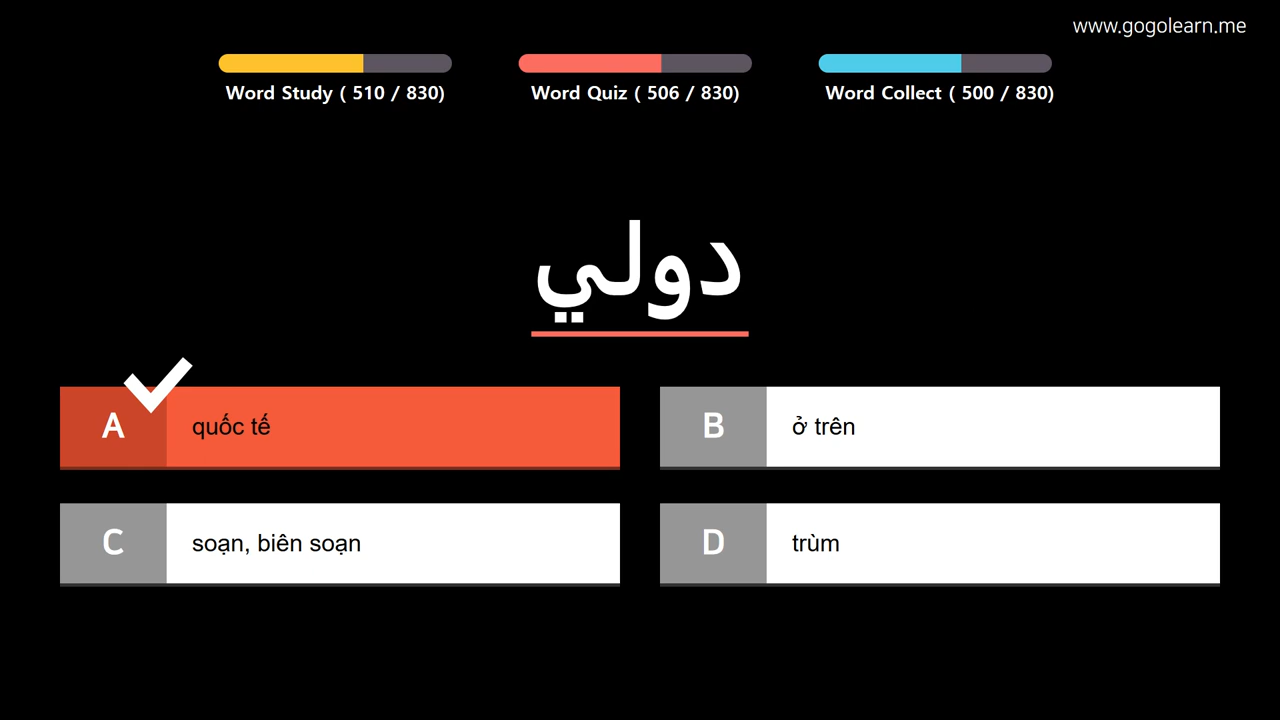 www.gogolearn.me
Word Study ( 510 / 830)
Word Quiz ( 506 / 830)
Word Collect ( 500 / 830)
دولي
A quốc tế
B ở trên
C soạn, biên soạn
D trùm